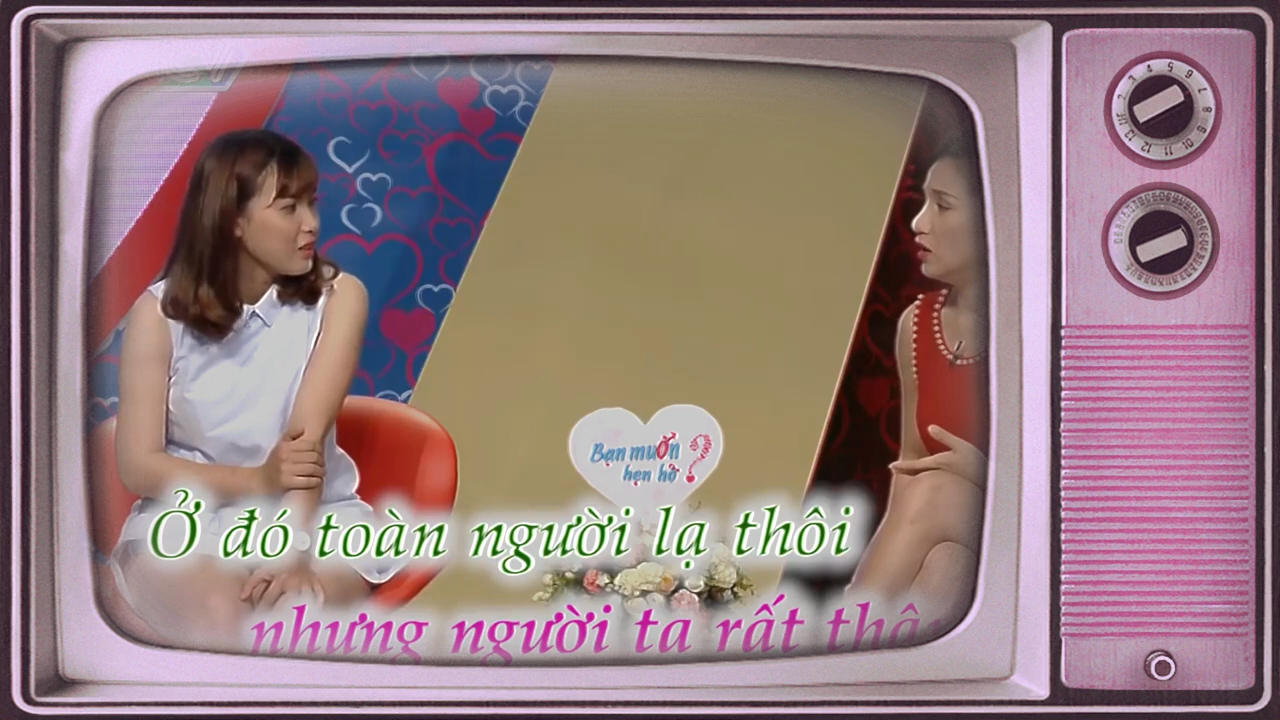 Bạn muốn
hẹn hò
Ở đó toàn người lạ thôi
nhưng người ta rất